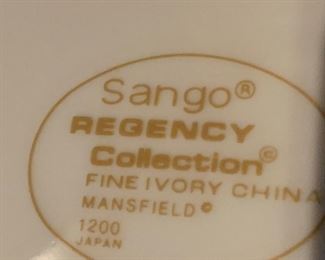 Sango®
REGENCY
Collection©
FINE IVORY CHINA
MANSFIELD©
1200
JAPAN